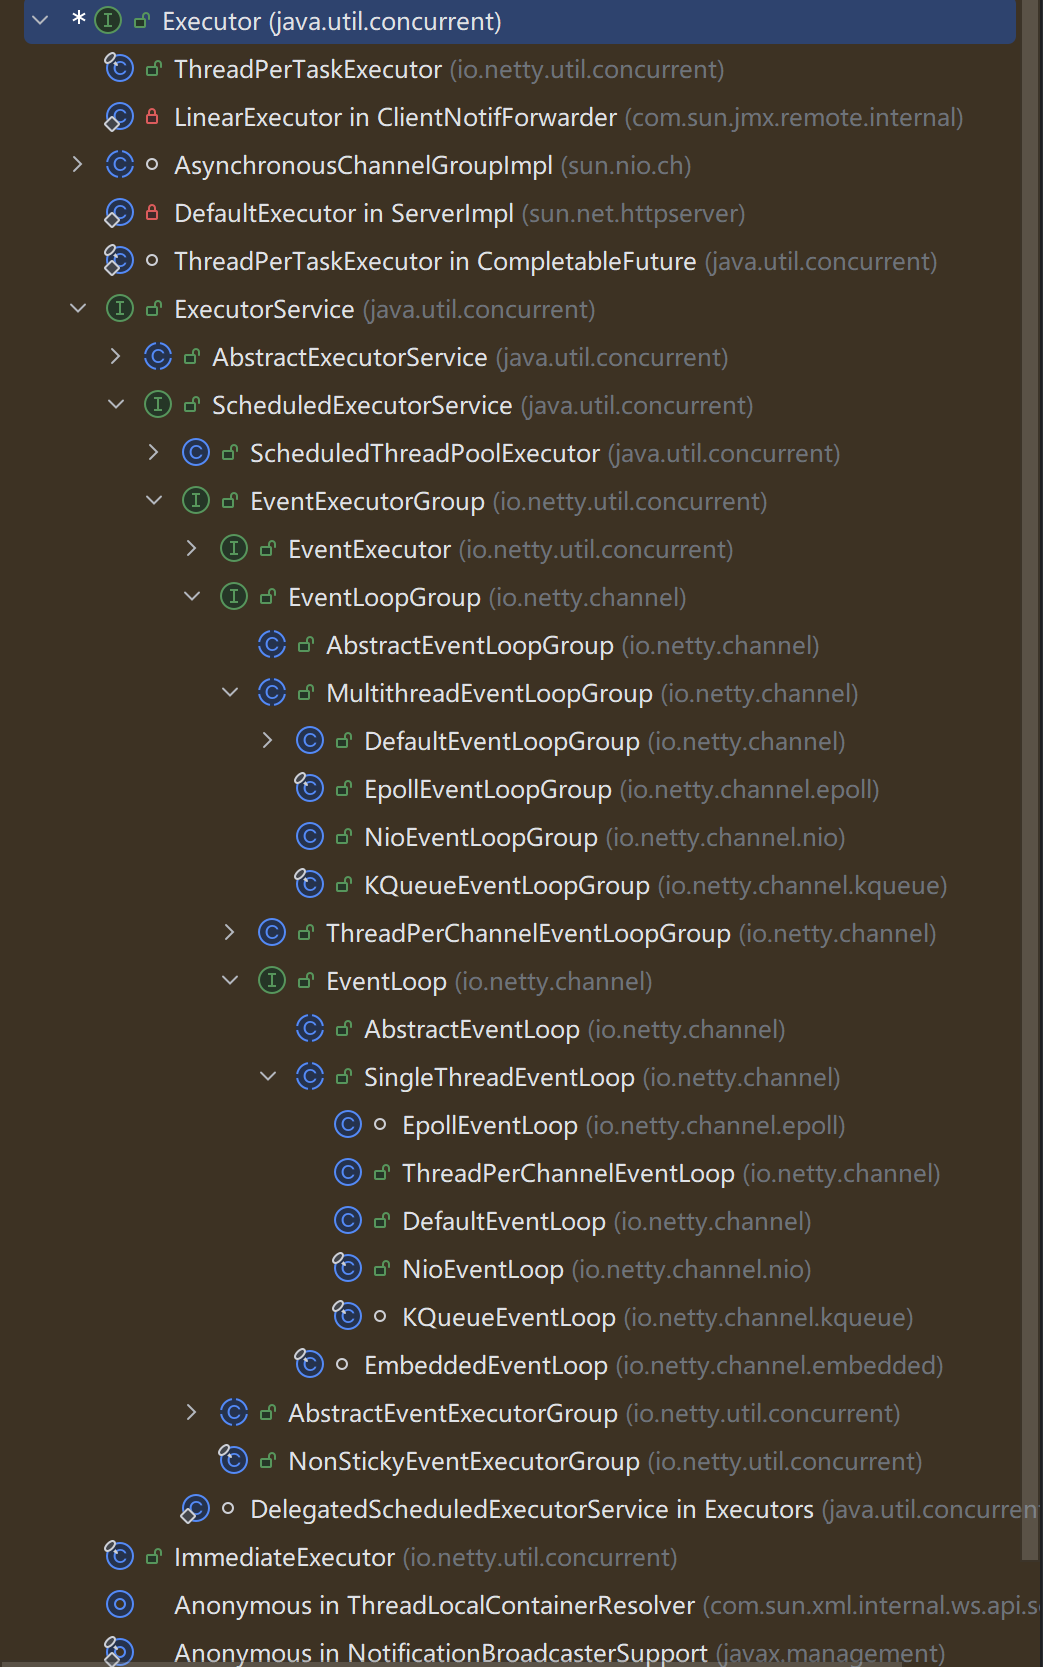 * Executor (java.util.concurrent)
ThreadPerTaskExecutor (io.netty.util.concurrent)
LinearExecutor in ClientNotifForwarder (com.sun.jmx.remote.internal)
AsynchronousChannelGroupImpl (sun.nio.ch)
DefaultExecutor in ServerImpl (sun.net.httpserver)
ThreadPerTaskExecutor in CompletableFuture (java.util.concurrent)
ExecutorService (java.util.concurrent)
AbstractExecutorService (java.util.concurrent)
ScheduledExecutorService (java.util.concurrent)
ScheduledThreadPoolExecutor (java.util.concurrent)
EventExecutorGroup (io.netty.util.concurrent)
EventExecutor (io.netty.util.concurrent)
EventLoopGroup (io.netty.channel)
AbstractEventLoopGroup (io.netty.channel)
MultithreadEventLoopGroup (io.netty.channel)
DefaultEventLoopGroup (io.netty.channel)
EpollEventLoopGroup (io.netty.channel.epoll)
NioEventLoopGroup (io.netty.channel.nio)
KQueueEventLoopGroup (io.netty.channel.kqueue)
ThreadPerChannelEventLoopGroup (io.netty.channel)
EventLoop (io.netty.channel)
AbstractEventLoop (io.netty.channel)
SingleThreadEventLoop (io.netty.channel)
EpollEventLoop (io.netty.channel.epoll)
ThreadPerChannelEventLoop (io.netty.channel)
DefaultEventLoop (io.netty.channel)
NioEventLoop (io.netty.channel.nio)
KQueueEventLoop (io.netty.channel.kqueue)
EmbeddedEventLoop (io.netty.channel.embedded)
AbstractEventExecutorGroup (io.netty.util.concurrent)
NonStickyEventExecutorGroup (io.netty.util.concurrent)
DelegatedScheduledExecutorService in Executors (java.util.concurren
ImmediateExecutor (io.netty.util.concurrent)
Anonymous in ThreadLocalContainerResolver (com.sun.xml.internal.ws.api.s
Anonymous in NotificationBroadcasterSupport (javax.management)